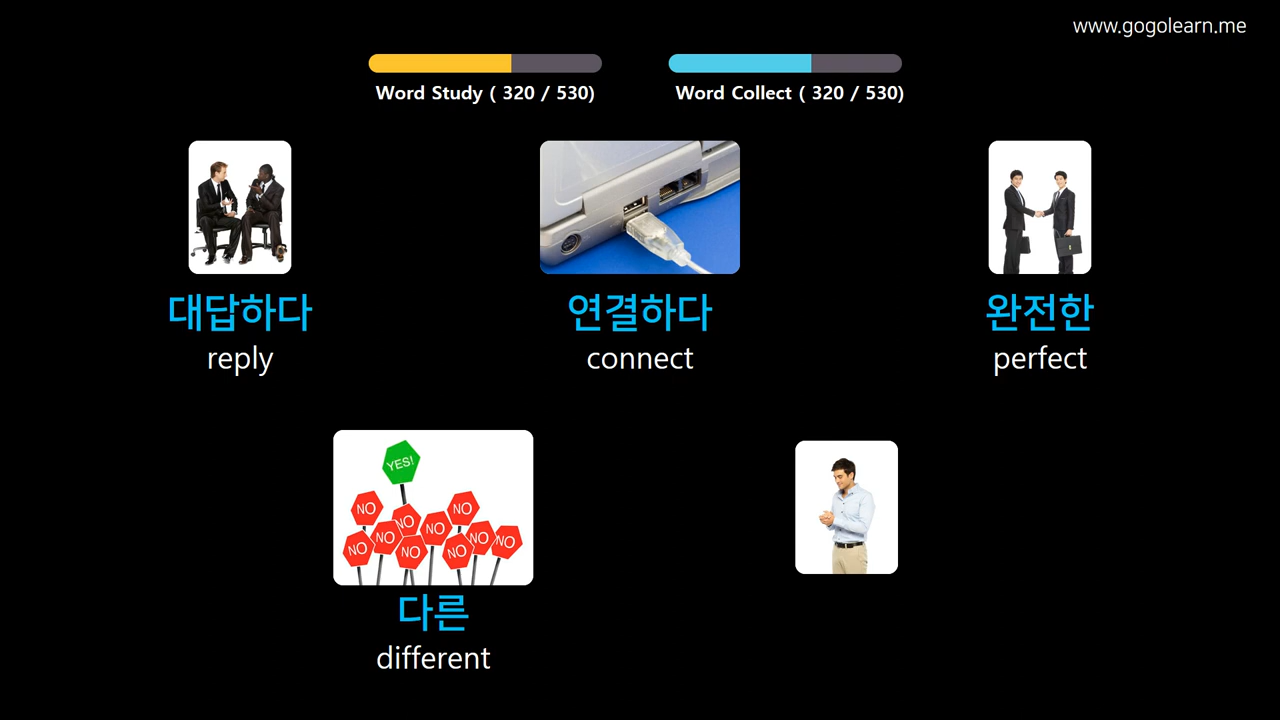 www.gogolearn.me
Word Study ( 320 / 530)
Word Collect ( 320 / 530)
대답하다
reply
연결하다
connect
완전한
perfect
YES!
NO
NO
NO
NO
NO
NO
NO
NO
NO
NO
다른
different